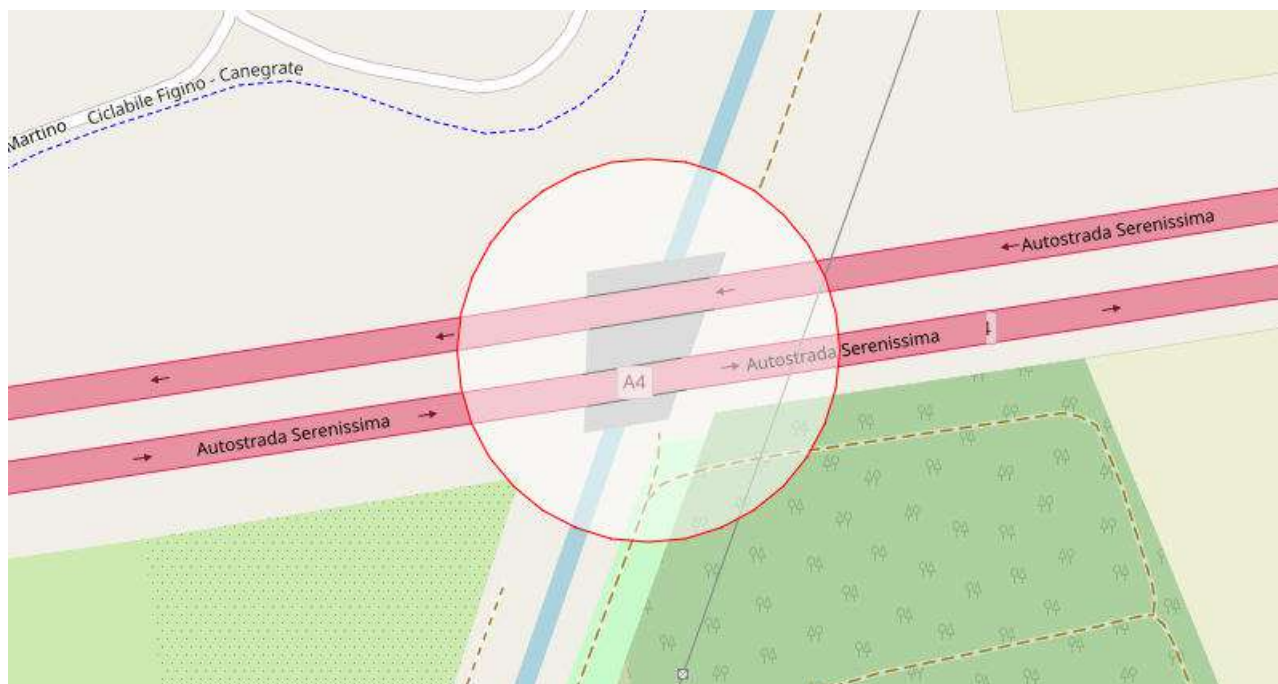 Martino
Ciclabile Figino - Canegrate
Autostrada Serenissima
Autostrada Serenissima
A4
Autostrada Serenissima